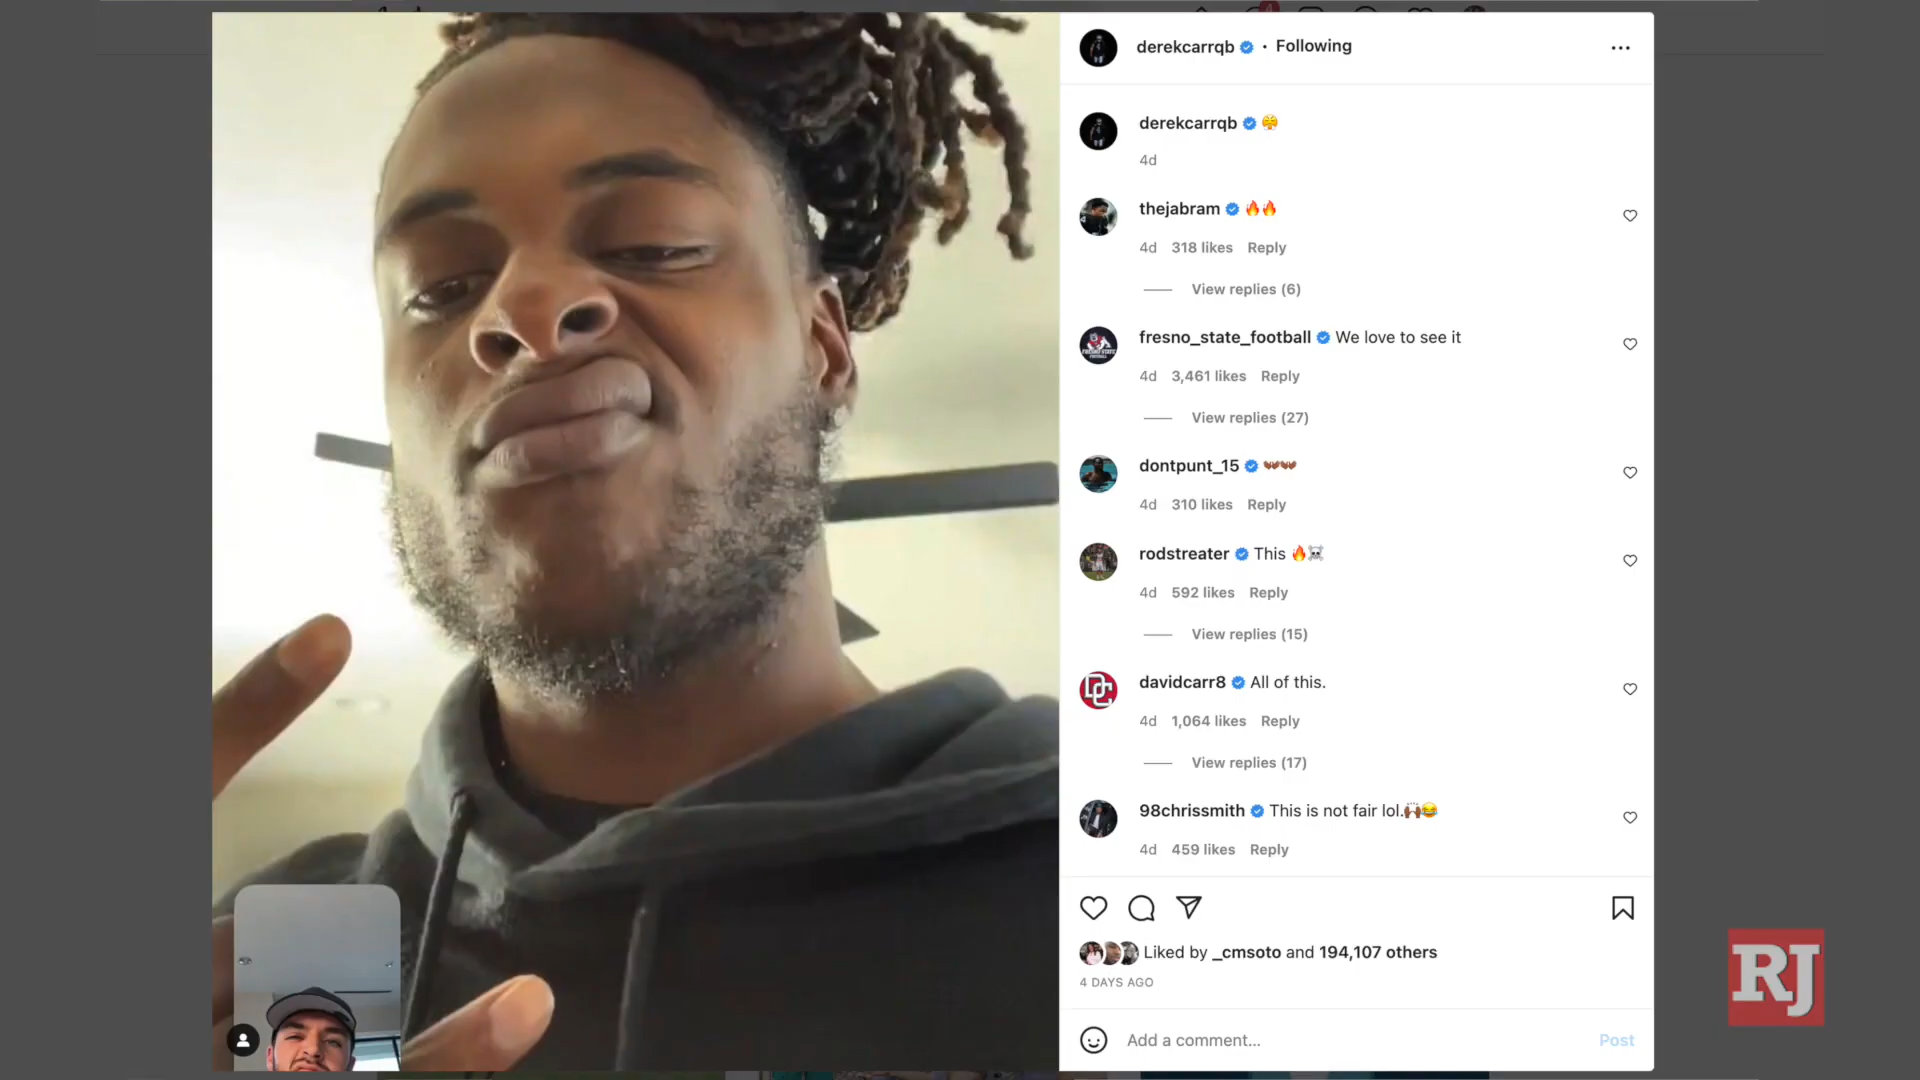 derekcarrqb • Following
derekcarrqb 😤
4d
thejabram 🔥🔥
4d 318 likes Reply
View replies (6)
fresno_state_football We love to see it
4d 3,461 likes Reply
View replies (27)
dontpunt_15
4d 310 likes Reply
rodstreater This 🔥☠️
4d 592 likes Reply
View replies (15)
davidcarr8 All of this.
4d 1,064 likes Reply
View replies (17)
98chrissmith This is not fair lol.🙌🏾😂
4d 459 likes Reply
Liked by _cmsoto and 194,107 others
4 DAYS AGO
Add a comment... Post
RJ
DC
FRESNO STATE